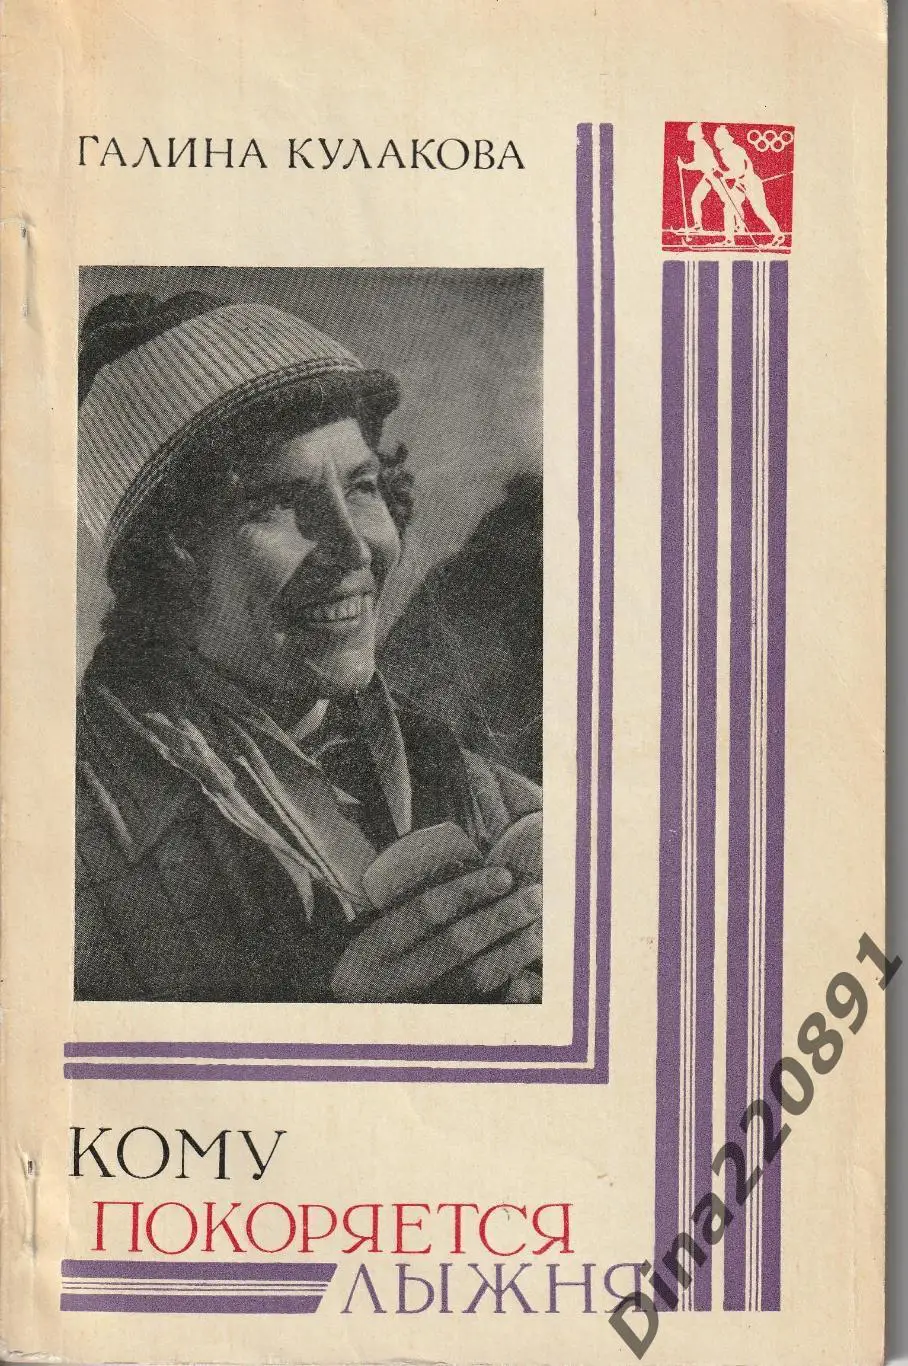 ГАЛИНА КУЛАКОВА
КОМУ
ПОКОРЯЕТСЯ
ЛЫЖНЯ
Dina220891